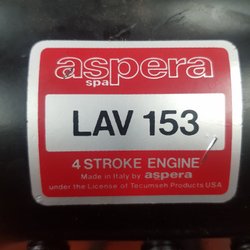 aspera
spa
LAV 153
4 STROKE ENGINE
Made in Italy by aspera
under the License of Tecumseh Products USA